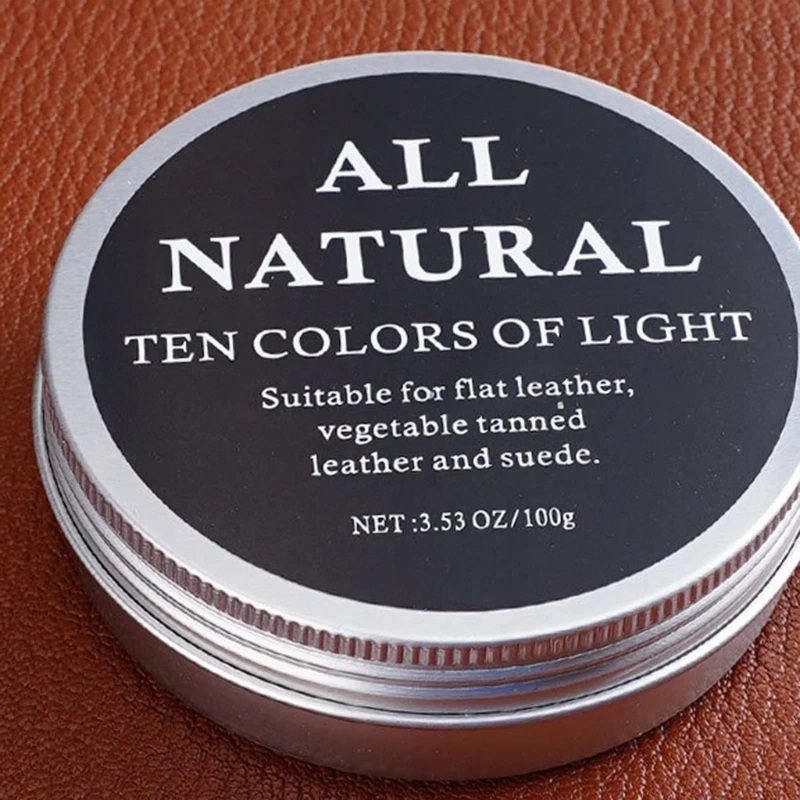 ALL
NATURAL
TEN COLORS OF LIGHT
Suitable for flat leather,
vegetable tanned
leather and suede.
NET :3.53 OZ/100g